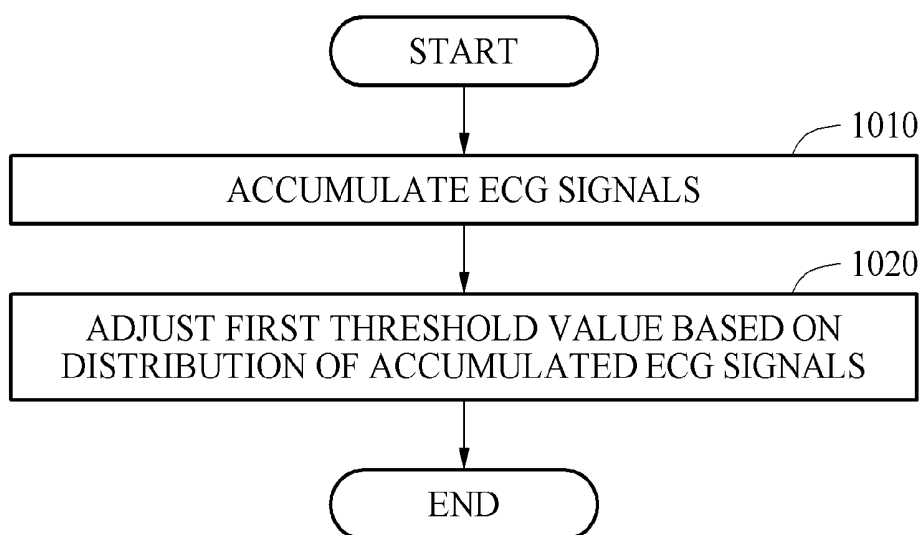 START
1010
ACCUMULATE ECG SIGNALS
1020
ADJUST FIRST THRESHOLD VALUE BASED ON
DISTRIBUTION OF ACCUMULATED ECG SIGNALS
END